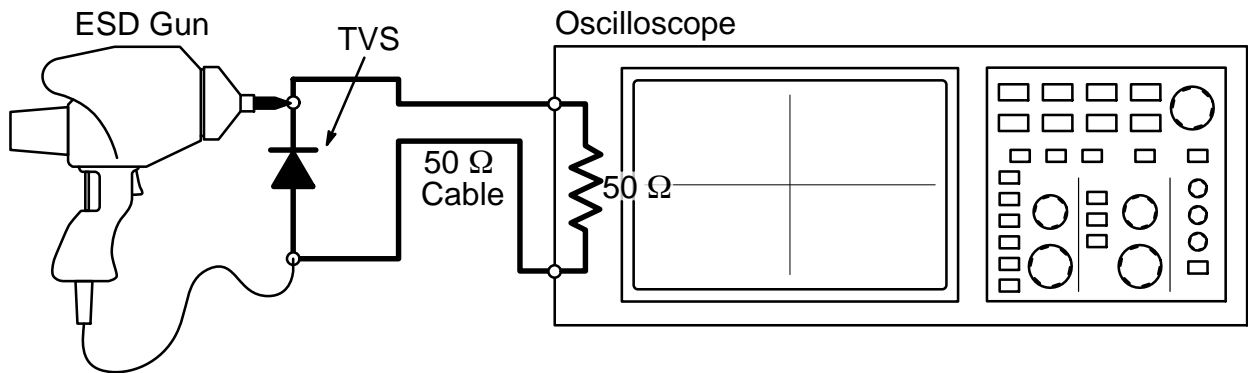 ESD Gun
TVS
Oscilloscope
50 Ω
Cable
50 Ω